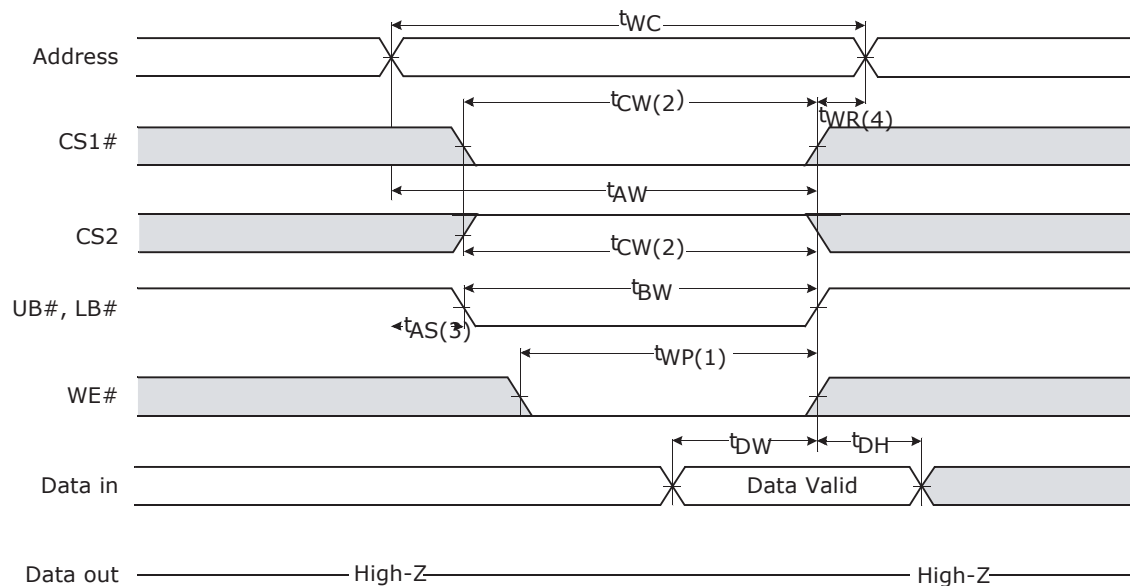 tWC
Address
tCW(2)
tWR(4)
CS1#
tAW
CS2
tCW(2)
tBW
UB#, LB#
tAS(3)
tWP(1)
WE#
tDW
tDH
Data in
Data Valid
Data out
High-Z
High-Z